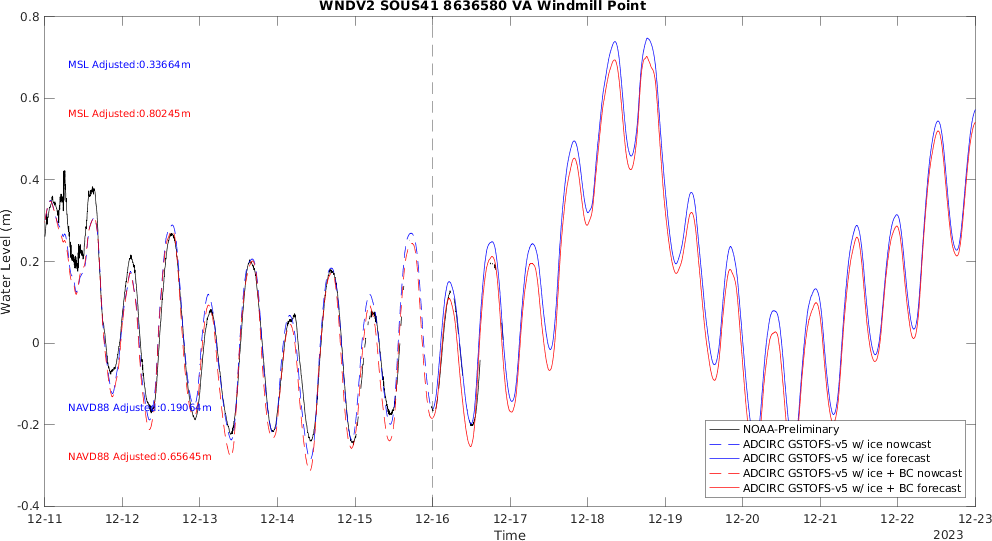 WNDV2 SOUS41 8636580 VA Windmill Point
0.8
0.6
0.4
0.2
0
-0.2
-0.4
Water Level (m)
MSL Adjusted:0.33664m
MSL Adjusted:0.80245m
NAVD88 Adjusted:0.19064m
NAVD88 Adjusted:0.65645m
NOAA-Preliminary
ADCIRC GSTOFS-v5 w/ ice nowcast
ADCIRC GSTOFS-v5 w/ ice forecast
ADCIRC GSTOFS-v5 w/ ice + BC nowcast
ADCIRC GSTOFS-v5 w/ ice + BC forecast
12-11 12-12 12-13 12-14 12-15 12-16 12-17 12-18 12-19 12-20 12-21 12-22 12-23
Time
2023